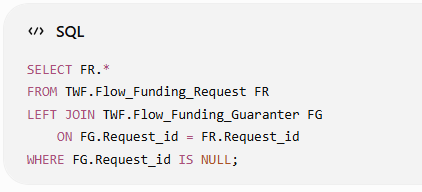 </> SQL
SELECT FR.*
FROM TWF.Flow_Funding_Request FR
LEFT JOIN TWF.Flow_Funding_Guaranter FG
    ON FG.Request_id = FR.Request_id
WHERE FG.Request_id IS NULL;